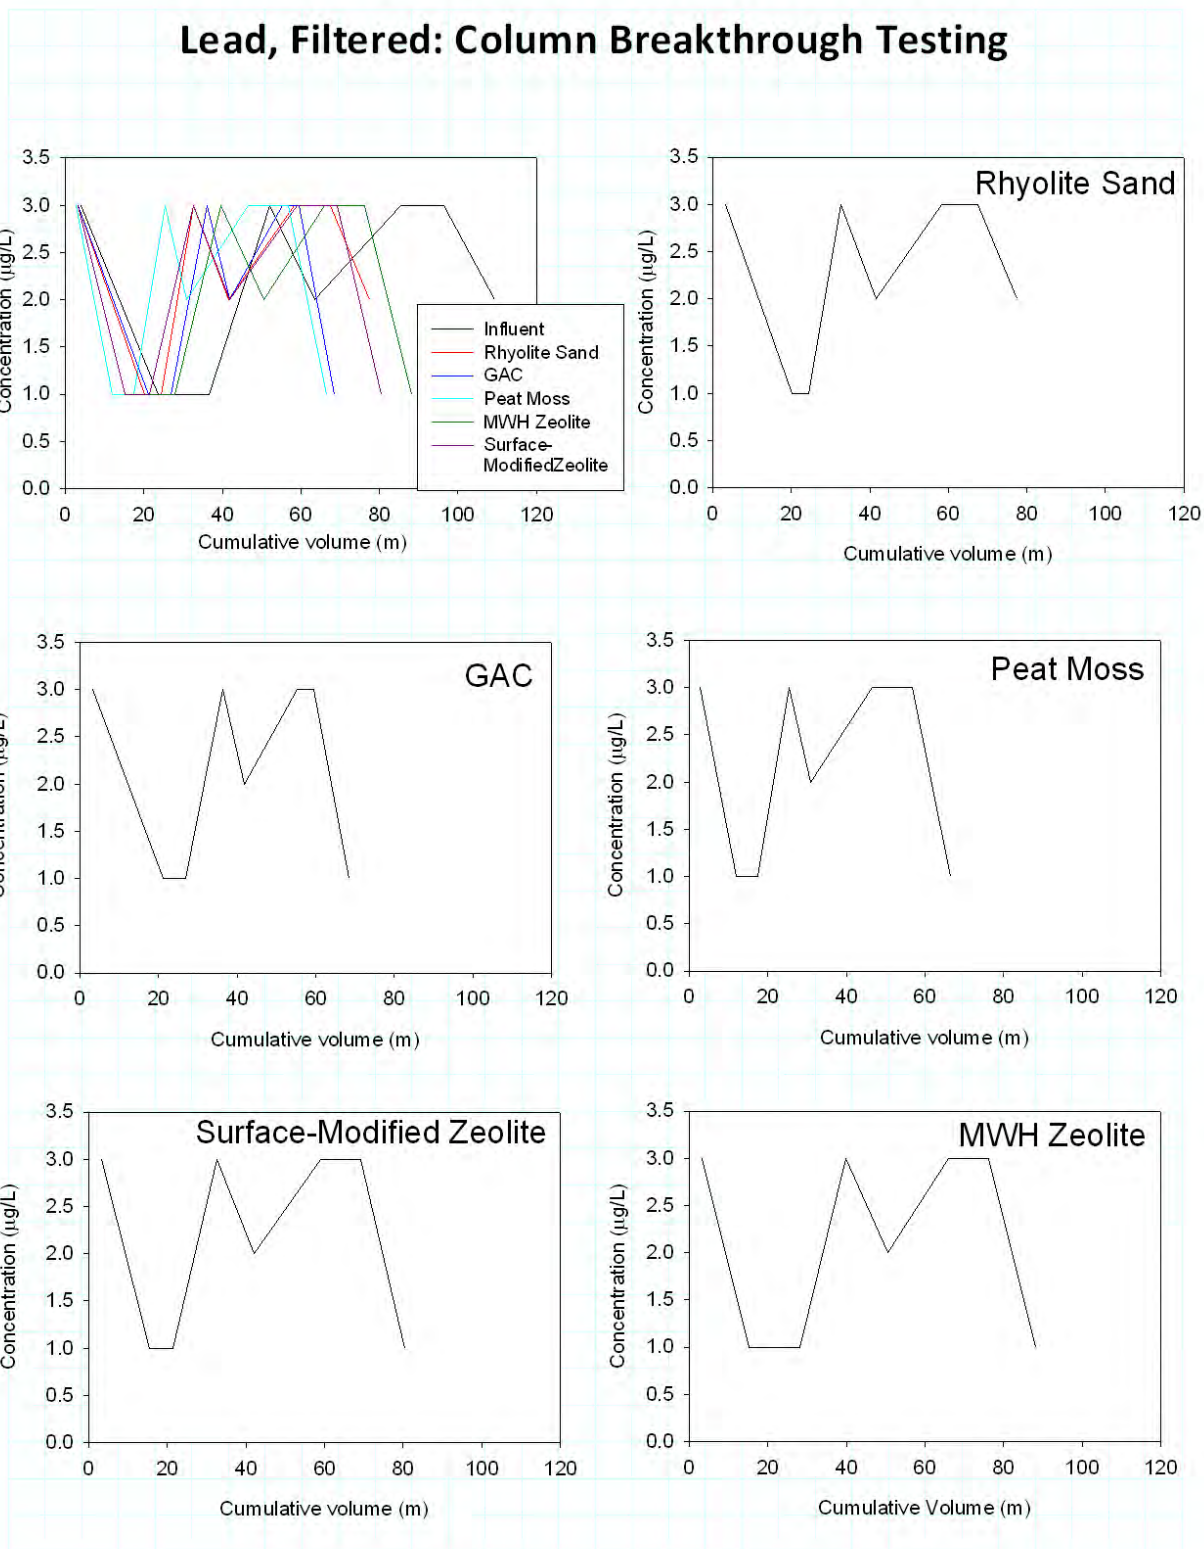 Lead, Filtered: Column Breakthrough Testing
3.5
3.0
2.5
2.0
1.5
1.0
0.5
0.0
Concentration (µg/L)
0 20 40 60 80 100 120
Cumulative volume (m)
Influent
Rhyolite Sand
GAC
Peat Moss
MWH Zeolite
Surface-
ModifiedZeolite
Rhyolite Sand
3.5
3.0
2.5
2.0
1.5
1.0
0.5
0.0
Concentration (µg/L)
0 20 40 60 80 100 120
Cumulative volume (m)
GAC
3.5
3.0
2.5
2.0
1.5
1.0
0.5
0.0
Concentration (µg/L)
0 20 40 60 80 100 120
Cumulative volume (m)
Peat Moss
3.5
3.0
2.5
2.0
1.5
1.0
0.5
0.0
Concentration (µg/L)
0 20 40 60 80 100 120
Cumulative volume (m)
Surface-Modified Zeolite
3.5
3.0
2.5
2.0
1.5
1.0
0.5
0.0
Concentration (µg/L)
0 20 40 60 80 100 120
Cumulative volume (m)
MWH Zeolite
3.5
3.0
2.5
2.0
1.5
1.0
0.5
0.0
Concentration (µg/L)
0 20 40 60 80 100 120
Cumulative Volume (m)